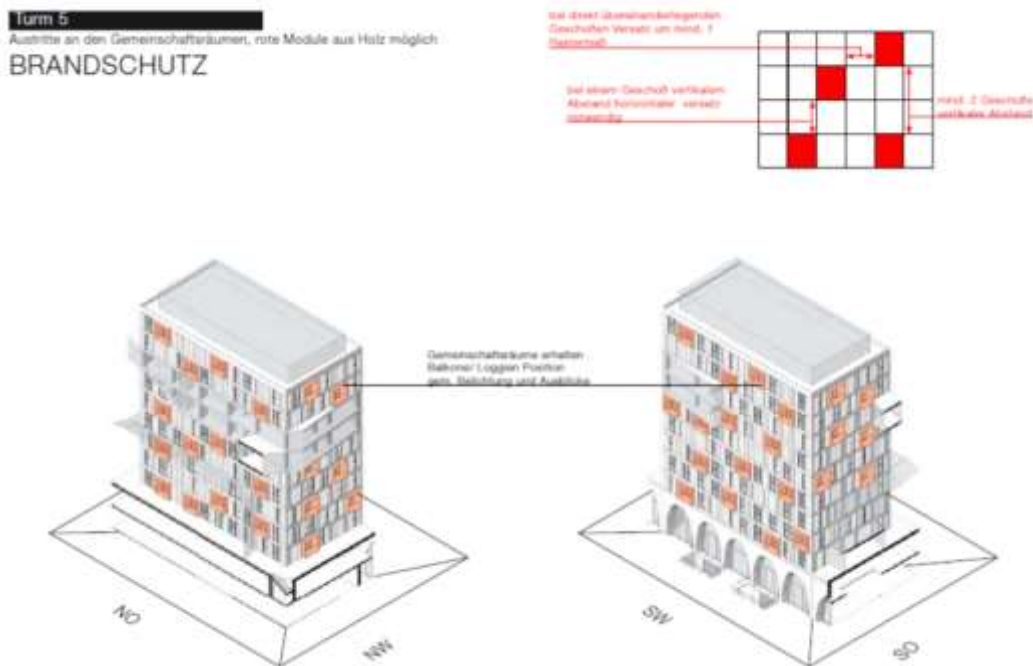 Turm 5
Austritte an den Gemeinschaftsräumen, rote Module aus Holz möglich
BRANDSCHUTZ
bei direkt übereinanderliegenden
Geschoßen Versatz um mind. 1
bei einem Geschoß vertikalem
Abstand horizontaler versatz
notwendig
mind. 2 Geschoße
vertikaler Abstand
Gemeinschaftsräume erhalten
Balkone/ Loggien Position
gem. Belichtung und Ausblicke
NO
NW
SW
SO